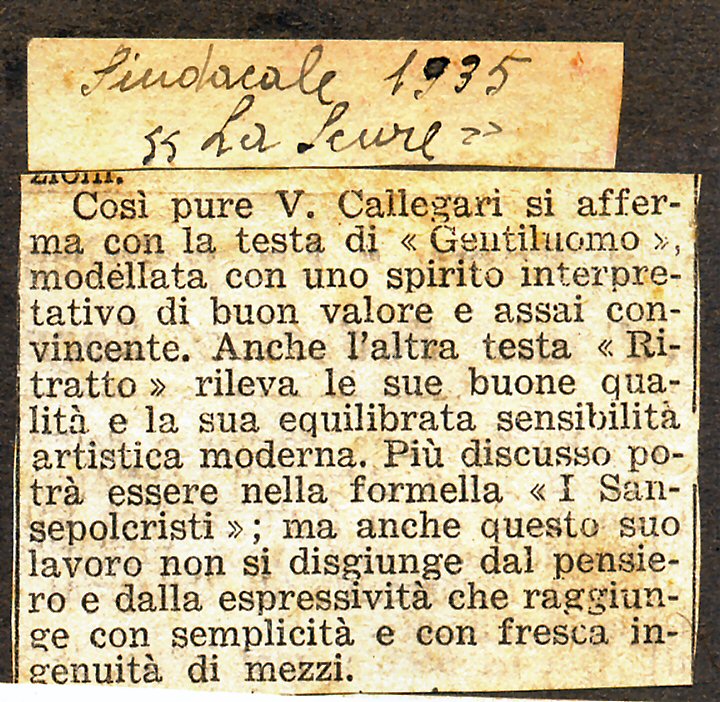 Sindacale 1935
"La Scure"
zioni.
Così pure V. Callegari si affer-
ma con la testa di « Gentiluomo »,
modellata con uno spirito interpre-
tativo di buon valore e assai con-
vincente. Anche l'altra testa « Ri-
tratto » rileva le sue buone qua-
lità e la sua equilibrata sensibilità
artistica moderna. Più discusso po-
trà essere nella formella « I San-
sepolcristi »; ma anche questo suo
lavoro non si disgiunge dal pensie-
ro e dalla espressività che raggiun-
ge con semplicità e con fresca in-
genuità di mezzi.